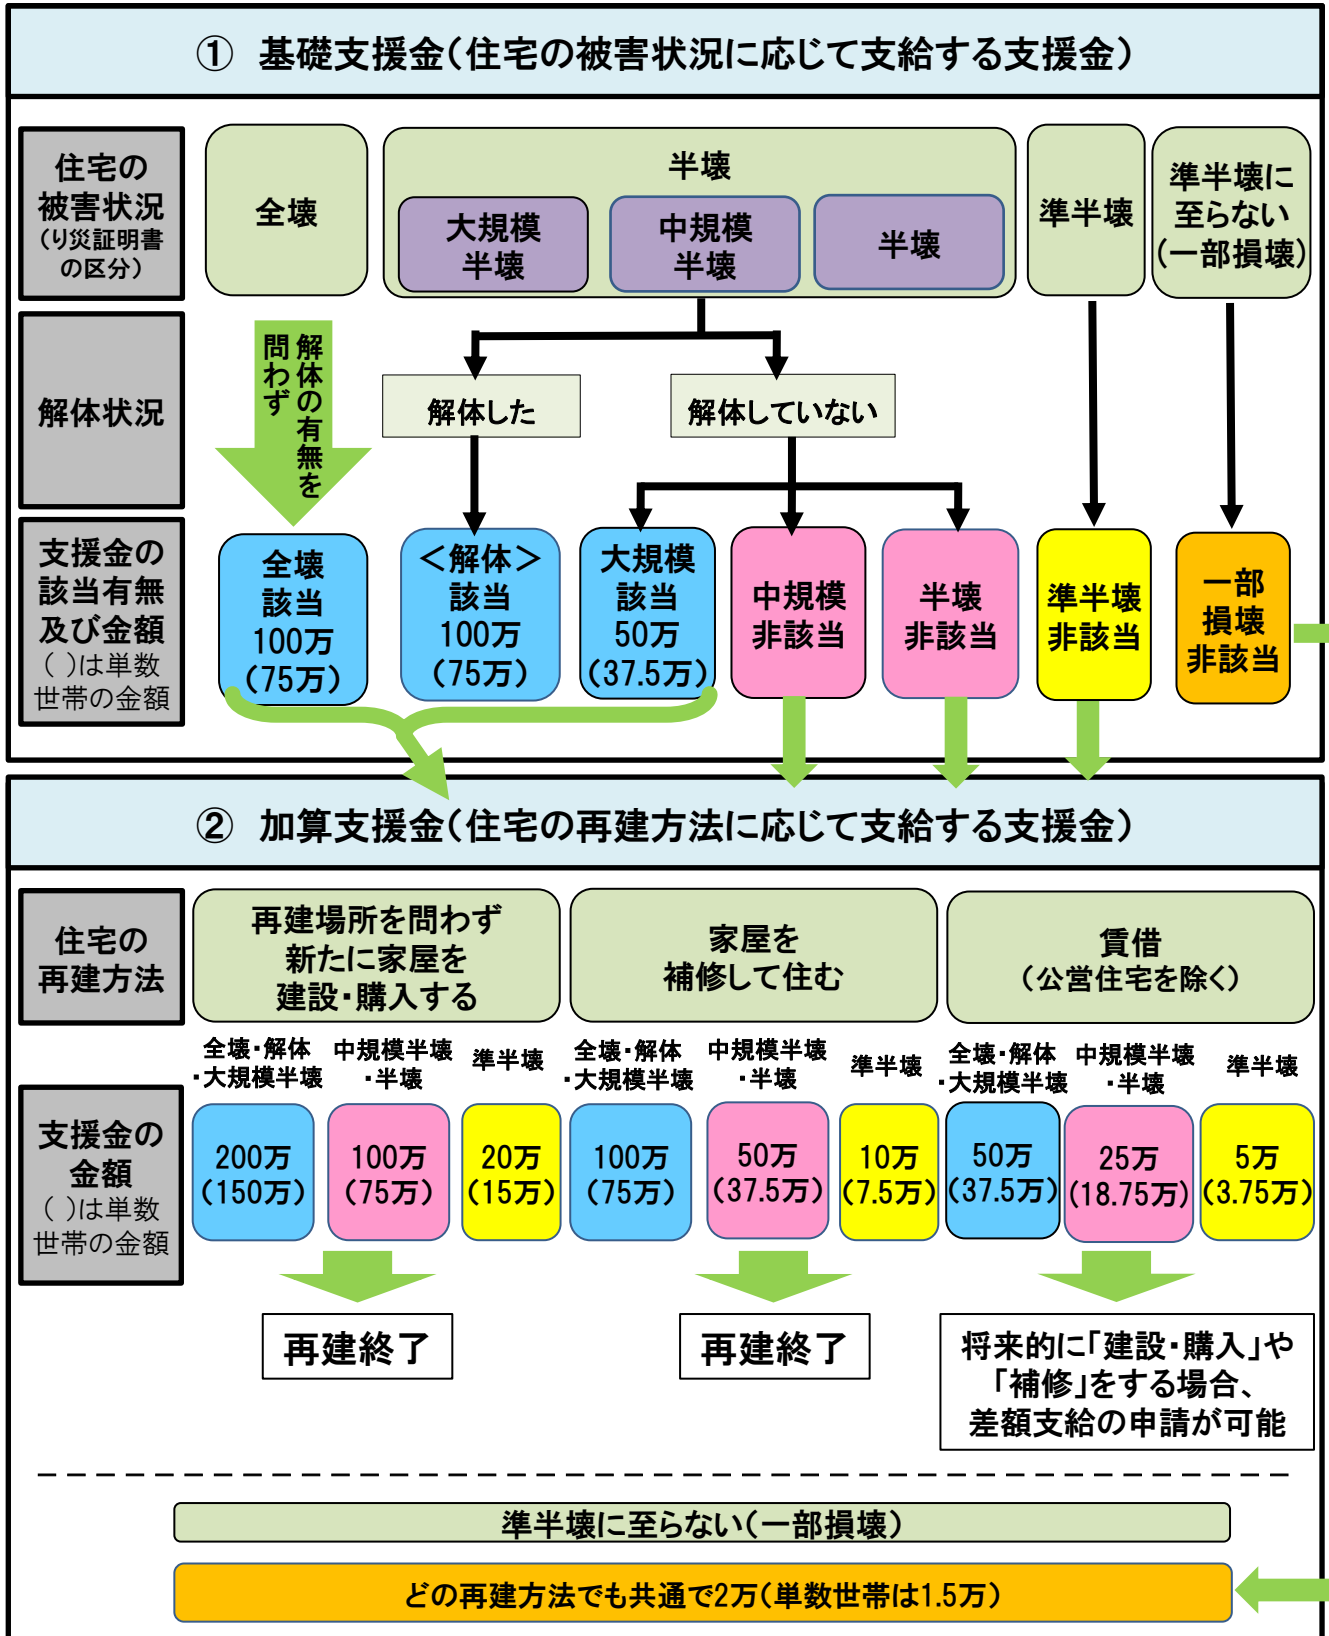 ① 基礎支援金(住宅の被害状況に応じて支給する支援金)
住宅の
被害状況
(り災証明書
の区分)
全壊
半壊
大規模
半壊
中規模
半壊
半壊
準半壊
準半壊に
至らない
(一部損壊)
解体状況
解体の有無を
問わず
解体した
解体していない
支援金の
該当有無
及び金額
( )は単数
世帯の金額
全壊
該当
100万
(75万)
<解体>
該当
100万
(75万)
大規模
該当
50万
(37.5万)
中規模
非該当
半壊
非該当
準半壊
非該当
一部
損壊
非該当
② 加算支援金(住宅の再建方法に応じて支給する支援金)
住宅の
再建方法
再建場所を問わず
新たに家屋を
建設・購入する
家屋を
補修して住む
賃借
(公営住宅を除く)
全壊・解体
・大規模半壊
中規模半壊
・半壊
準半壊
全壊・解体
・大規模半壊
中規模半壊
・半壊
準半壊
全壊・解体
・大規模半壊
中規模半壊
・半壊
準半壊
支援金の
金額
( )は単数
世帯の金額
200万
(150万)
100万
(75万)
20万
(15万)
100万
(75万)
50万
(37.5万)
10万
(7.5万)
50万
(37.5万)
25万
(18.75万)
5万
(3.75万)
再建終了
再建終了
将来的に「建設・購入」や
「補修」をする場合、
差額支給の申請が可能
準半壊に至らない(一部損壊)
どの再建方法でも共通で2万(単数世帯は1.5万)